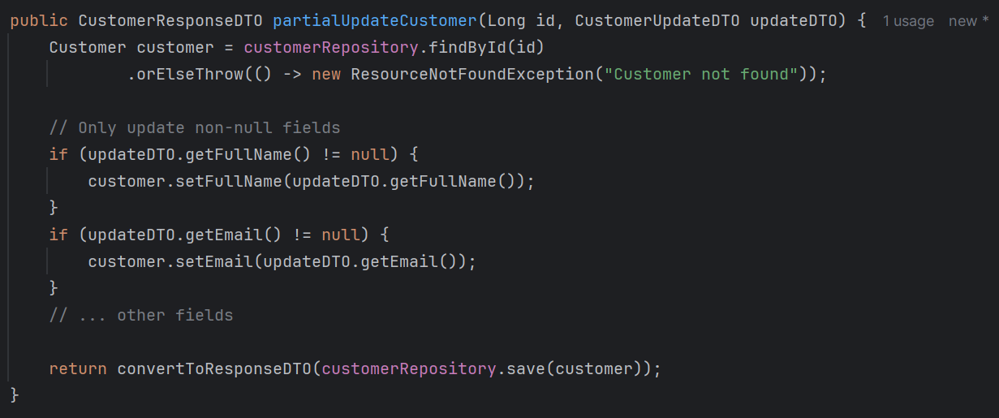 public CustomerResponseDTO partialUpdateCustomer(Long id, CustomerUpdateDTO updateDTO) { 1 usage new *
    Customer customer = customerRepository.findById(id)
            .orElseThrow(() -> new ResourceNotFoundException("Customer not found"));

    // Only update non-null fields
    if (updateDTO.getFullName() != null) {
        customer.setFullName(updateDTO.getFullName());
    }
    if (updateDTO.getEmail() != null) {
        customer.setEmail(updateDTO.getEmail());
    }
    // ... other fields

    return convertToResponseDTO(customerRepository.save(customer));
}